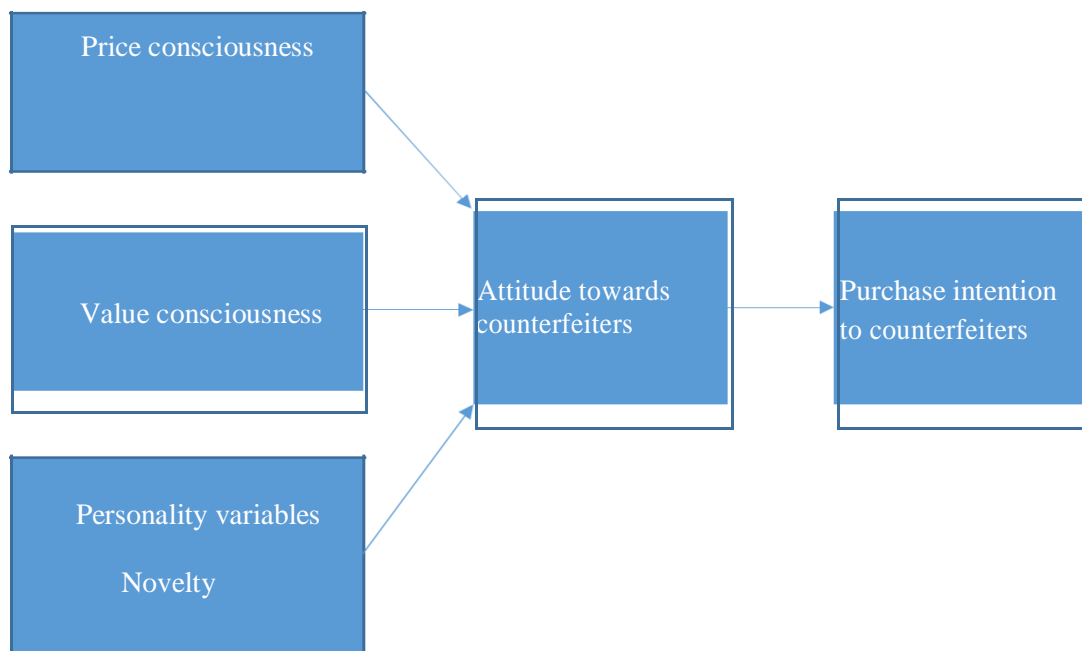 Price consciousness
Value consciousness
Personality variables
Novelty
Attitude towards
counterfeiters
Purchase intention
to counterfeiters